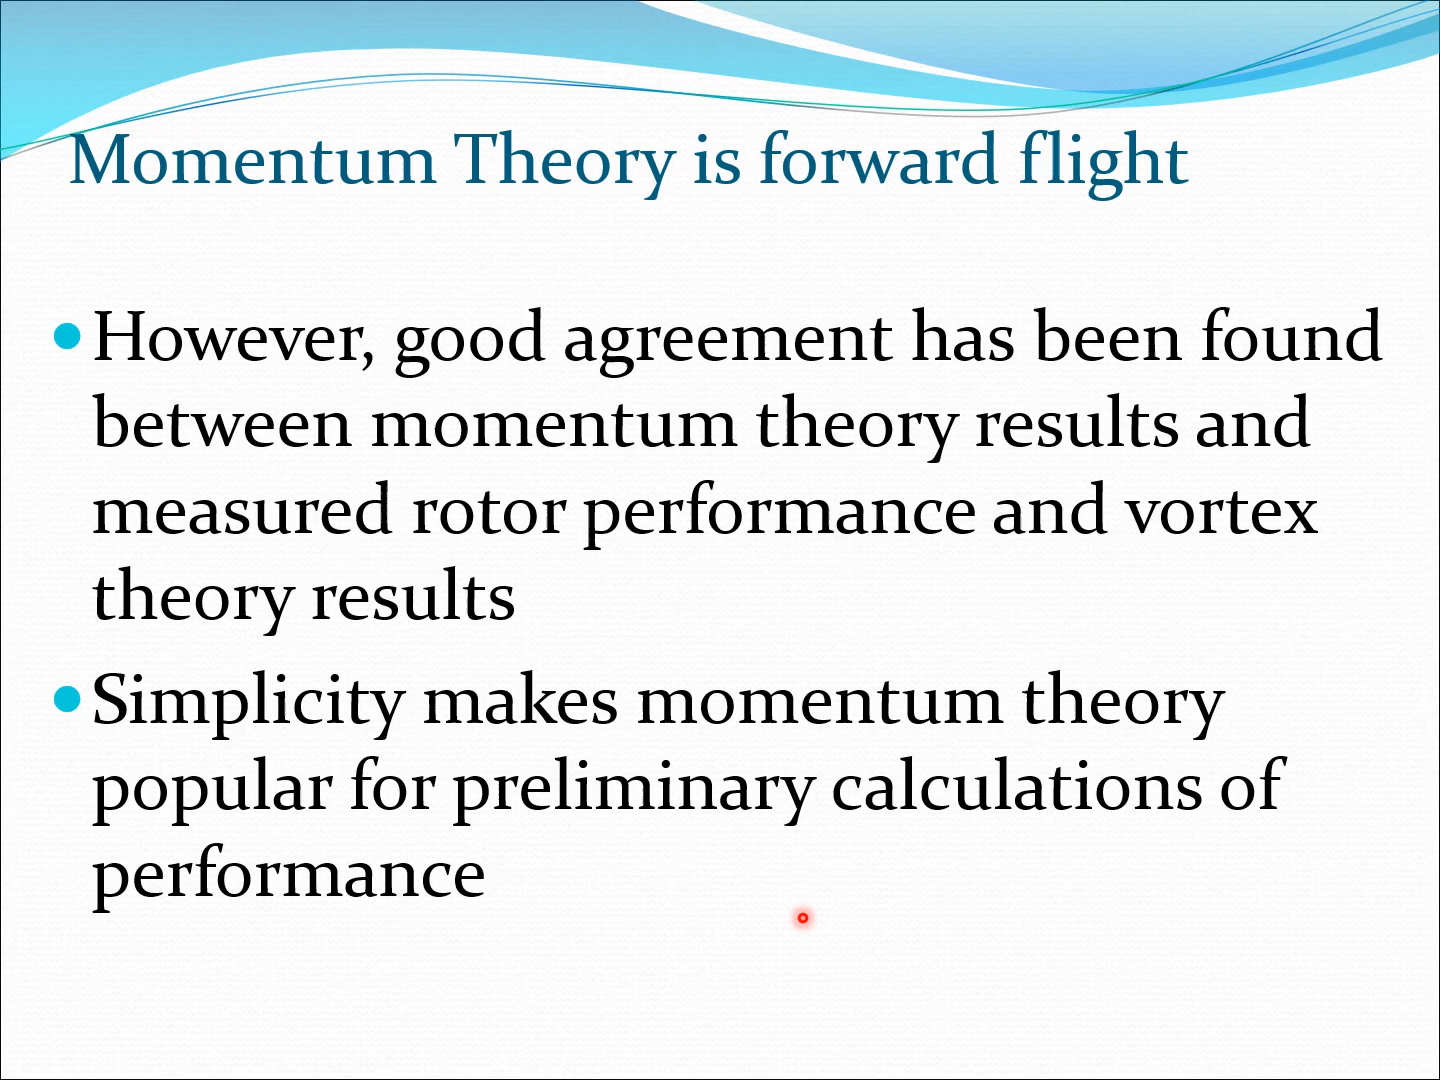 Momentum Theory is forward flight
• However, good agreement has been found
between momentum theory results and
measured rotor performance and vortex
theory results
• Simplicity makes momentum theory
popular for preliminary calculations of
performance